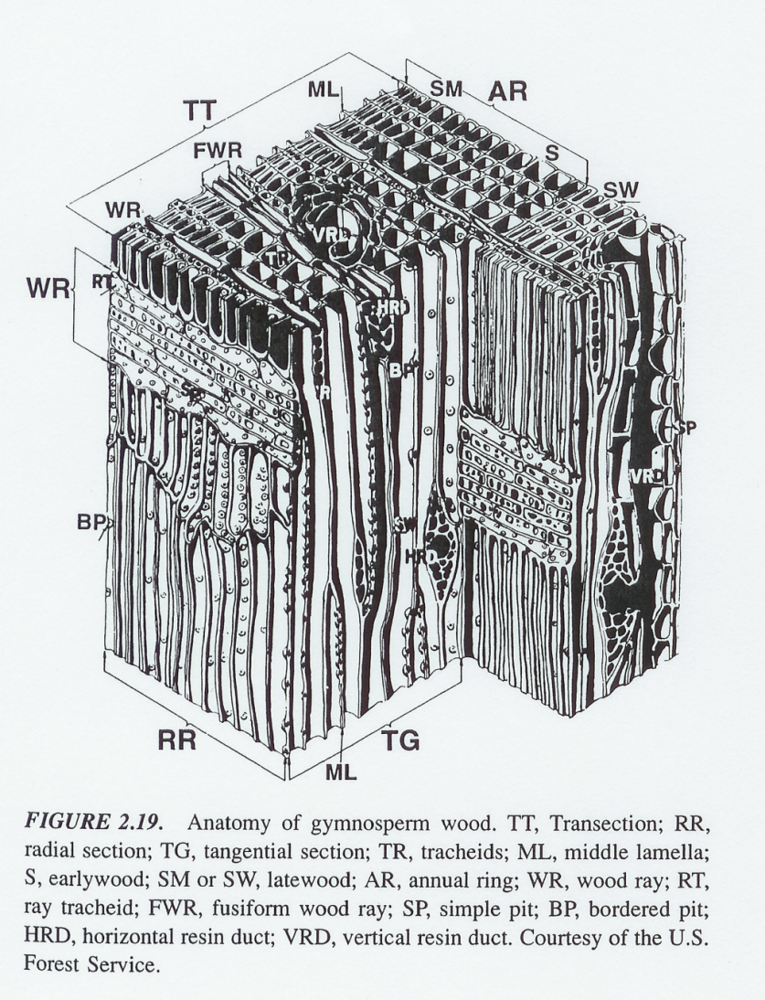 ML
SM
AR
TT
FWR
S
SW
WR
VRD
TR
WR
RT
HRD
BP
R
SP
SP
VRD
BP
SW
HR
RR
TG
ML
FIGURE 2.19. Anatomy of gymnosperm wood. TT, Transection; RR,
radial section; TG, tangential section; TR, tracheids; ML, middle lamella;
S, earlywood; SM or SW, latewood; AR, annual ring; WR, wood ray; RT,
ray tracheid; FWR, fusiform wood ray; SP, simple pit; BP, bordered pit;
HRD, horizontal resin duct; VRD, vertical resin duct. Courtesy of the U.S.
Forest Service.